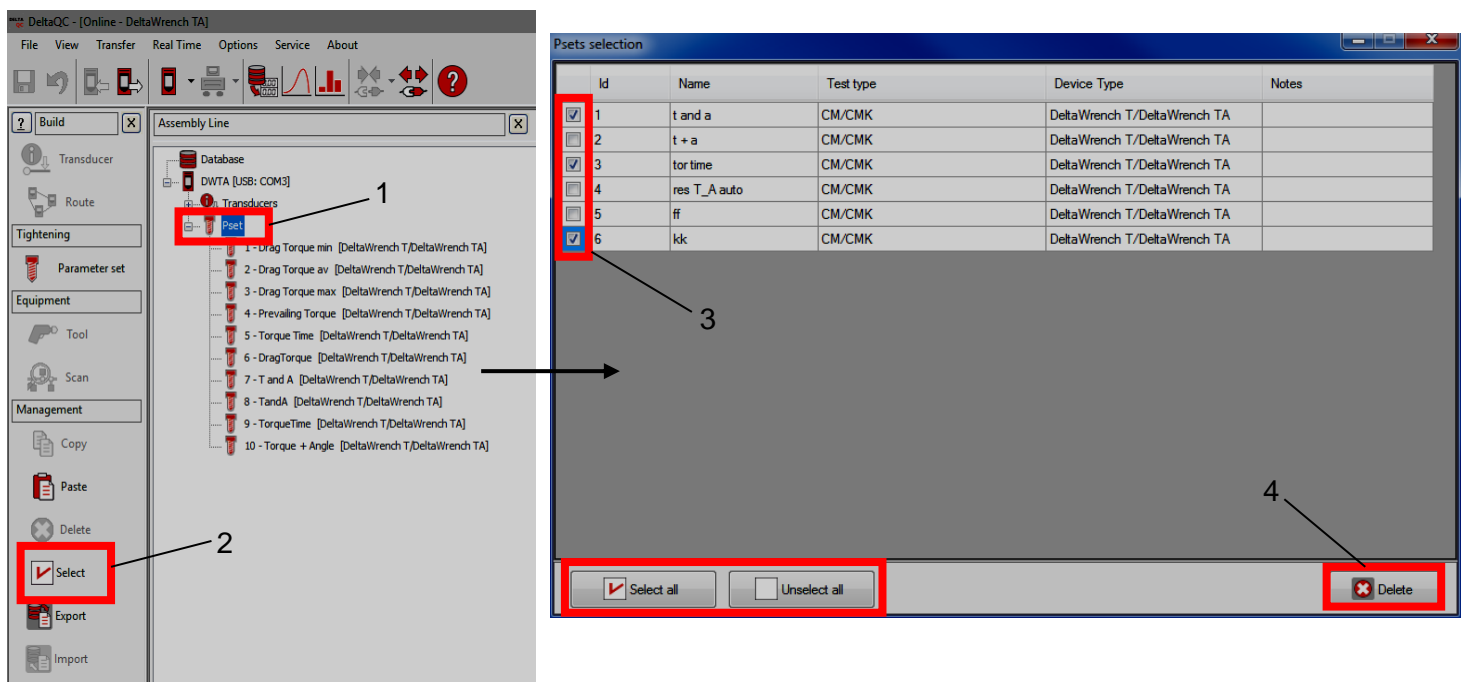 DeltaQC - [Online - DeltaWrench TA]
File View Transfer Real Time Options Service About
? Build X
Transducer
Route
Tightening
Parameter set
Equipment
Tool
Scan
Management
Copy
Paste
Delete
Select
Export
Import
Assembly Line X
Database
DWTA [USB: COM3]
Transducers
Pset
1 - Drag Torque min [DeltaWrench T/DeltaWrench TA]
2 - Drag Torque av [DeltaWrench T/DeltaWrench TA]
3 - Drag Torque max [DeltaWrench T/DeltaWrench TA]
4 - Prevailing Torque [DeltaWrench T/DeltaWrench TA]
5 - Torque Time [DeltaWrench T/DeltaWrench TA]
6 - DragTorque [DeltaWrench T/DeltaWrench TA]
7 - T and A [DeltaWrench T/DeltaWrench TA]
8 - TandA [DeltaWrench T/DeltaWrench TA]
9 - TorqueTime [DeltaWrench T/DeltaWrench TA]
10 - Torque + Angle [DeltaWrench T/DeltaWrench TA]
1
2
Psets selection
Id Name Test type Device Type Notes
1 t and a CM/CMK DeltaWrench T/DeltaWrench TA
2 t + a CM/CMK DeltaWrench T/DeltaWrench TA
3 tor time CM/CMK DeltaWrench T/DeltaWrench TA
4 res T_A auto CM/CMK DeltaWrench T/DeltaWrench TA
5 ff CM/CMK DeltaWrench T/DeltaWrench TA
6 kk CM/CMK DeltaWrench T/DeltaWrench TA
3
4
Select all Unselect all Delete